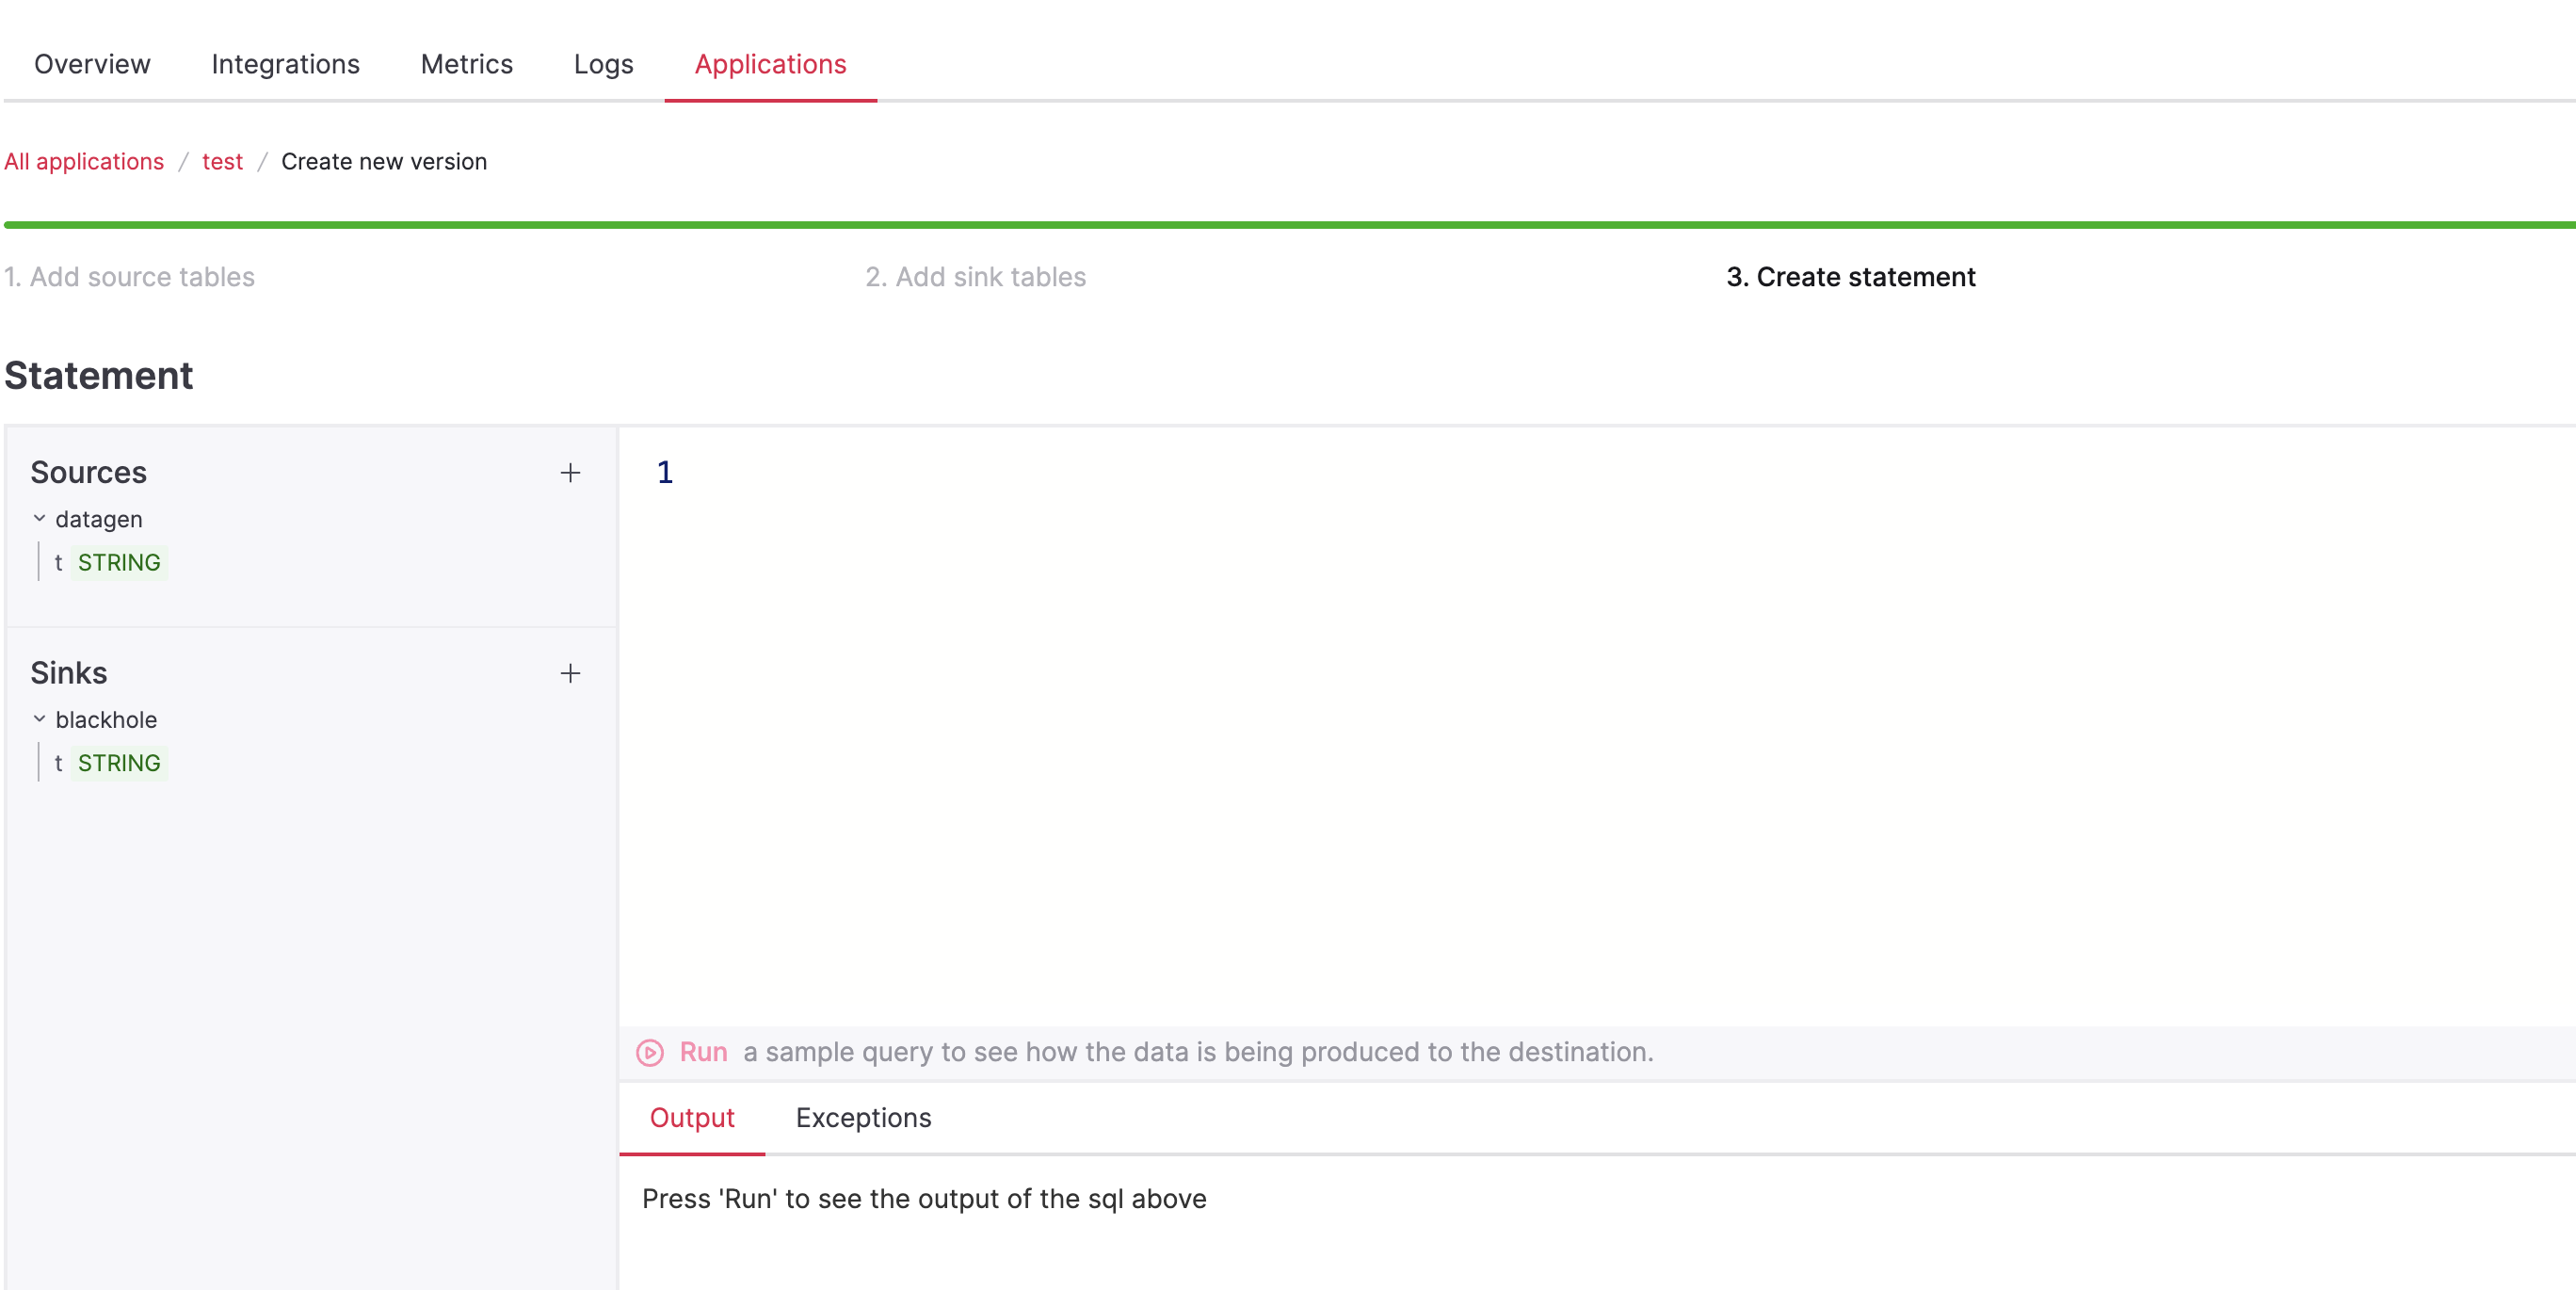 Overview Integrations Metrics Logs Applications
All applications / test / Create new version
1. Add source tables 2. Add sink tables 3. Create statement
Statement
Sources +
datagen
t STRING
Sinks +
blackhole
t STRING
1
Run a sample query to see how the data is being produced to the destination.
Output Exceptions
Press 'Run' to see the output of the sql above